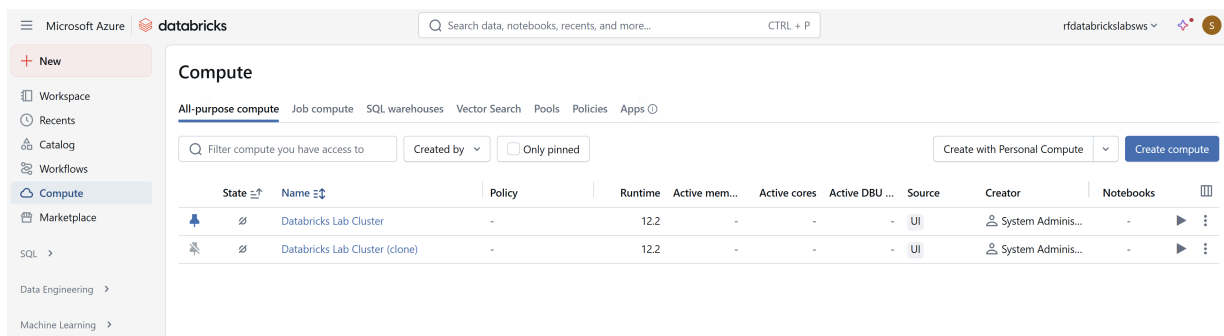 Microsoft Azure databricks Search data, notebooks, recents, and more... CTRL + P rfdatabrickslabsws S
New
Workspace
Recents
Catalog
Workflows
Compute
Marketplace
SQL
Data Engineering
Machine Learning
Compute
All-purpose compute Job compute SQL warehouses Vector Search Pools Policies Apps
Filter compute you have access to Created by Only pinned Create with Personal Compute Create compute
State Name Policy Runtime Active mem... Active cores Active DBU ... Source Creator Notebooks
Databricks Lab Cluster - 12.2 - - - UI System Adminis... -
Databricks Lab Cluster (clone) - 12.2 - - - UI System Adminis... -